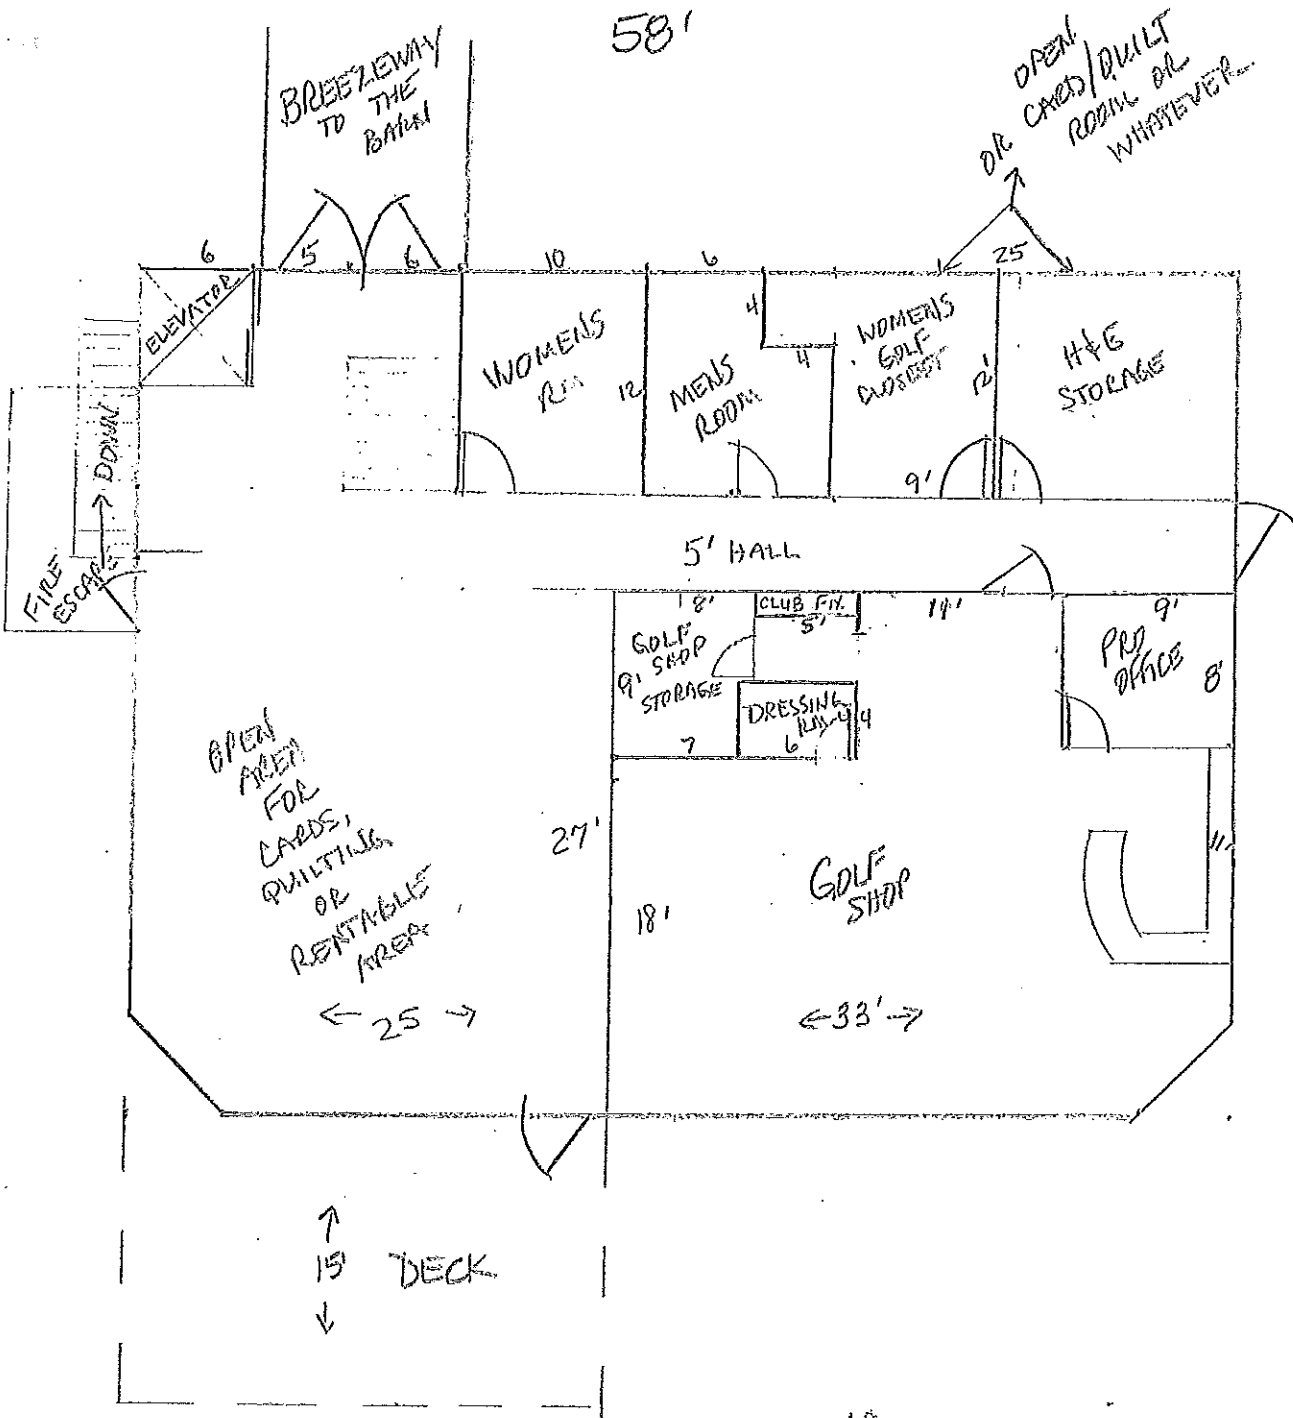 58'
BREEZEWAY
TO THE
BARN
OR OPEN
CARD/QUILT
ROOM OR
WHATEVER
6
5
6
10
6
25
ELEVATOR
WOMENS
RM
12
MENS
ROOM
4
4
WOMENS
GOLF
CLOSEST
12'
9'
H&E
STORAGE
DOWN
FIRE
ESCAPE
5' HALL
8'
CLUB FIX.
5'
11'
9'
GOLF
SHOP
STORAGE
9'
7
DRESSING
RM-4
4
6
PRO
OFFICE
8'
OPEN
AREA
FOR
CARDS,
QUILTING
OR
RENTABLE
AREA
27'
18'
GOLF
SHOP
11'
← 25 →
←33'→
15'
DECK